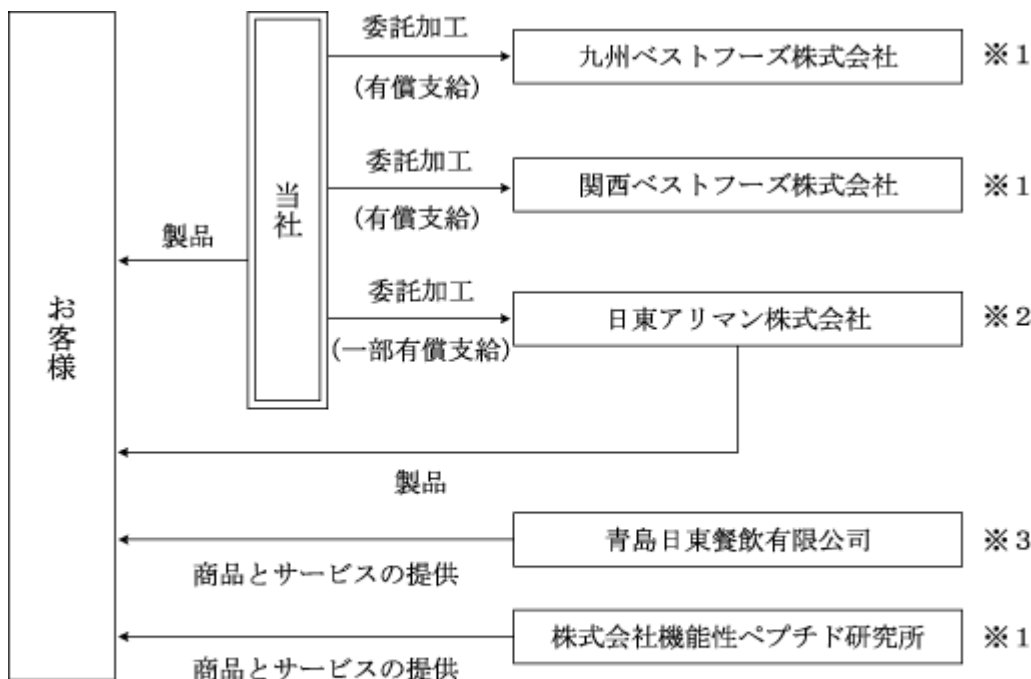 お客様
製品
当社
委託加工
(有償支給)
九州ベストフーズ株式会社 ※1
委託加工
(有償支給)
関西ベストフーズ株式会社 ※1
委託加工
(一部有償支給)
日東アリマン株式会社 ※2
製品
青島日東餐飲有限公司 ※3
商品とサービスの提供
株式会社機能性ペプチド研究所 ※1
商品とサービスの提供